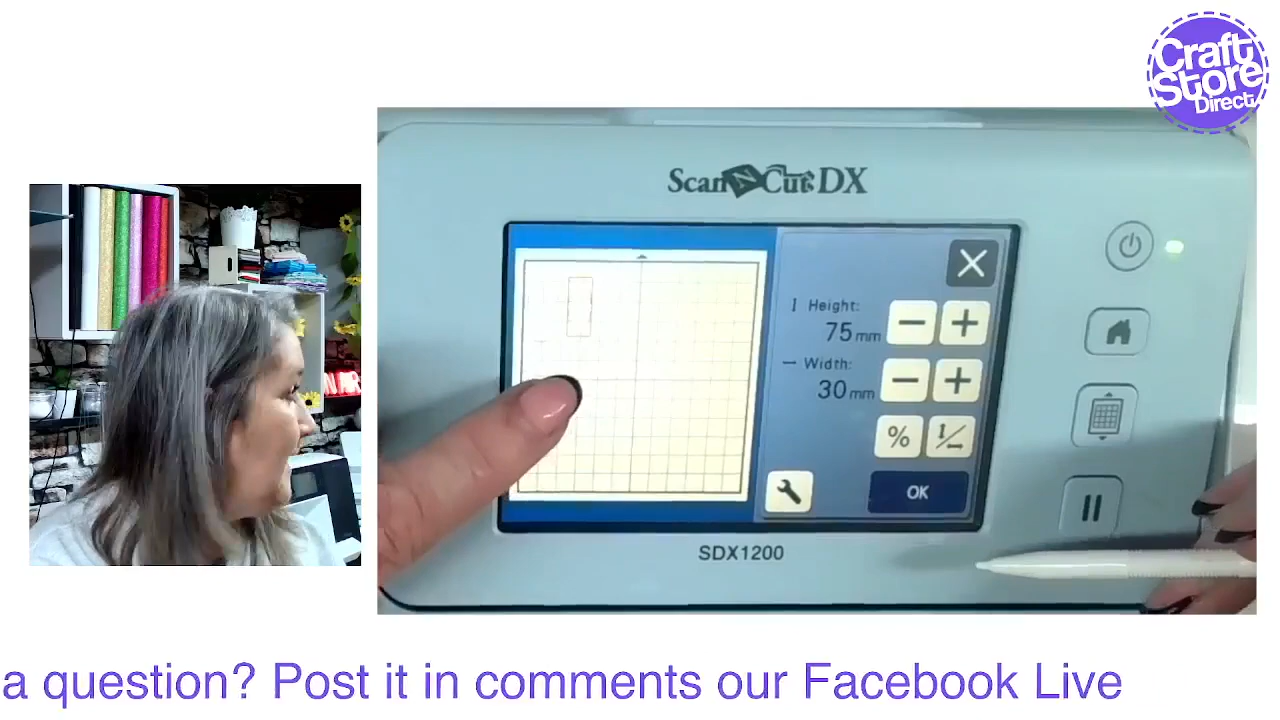 Craft
Store
Direct
ScanNCut DX
Height:
75 mm
Width:
30 mm
%
OK
SDX1200
a question? Post it in comments our Facebook Live